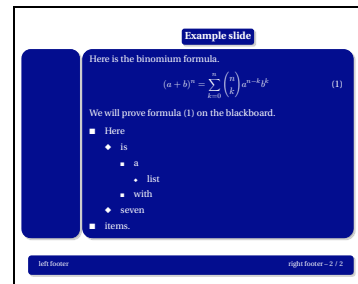 Example slide
Here is the binomium formula.
(a + b)^n = \sum_{k=0}^{n} \binom{n}{k} a^{n-k} b^k (1)
We will prove formula (1) on the blackboard.
■ Here
◆ is
■ a
◆ list
■ with
◆ seven
■ items.
left footer right footer – 2 / 2